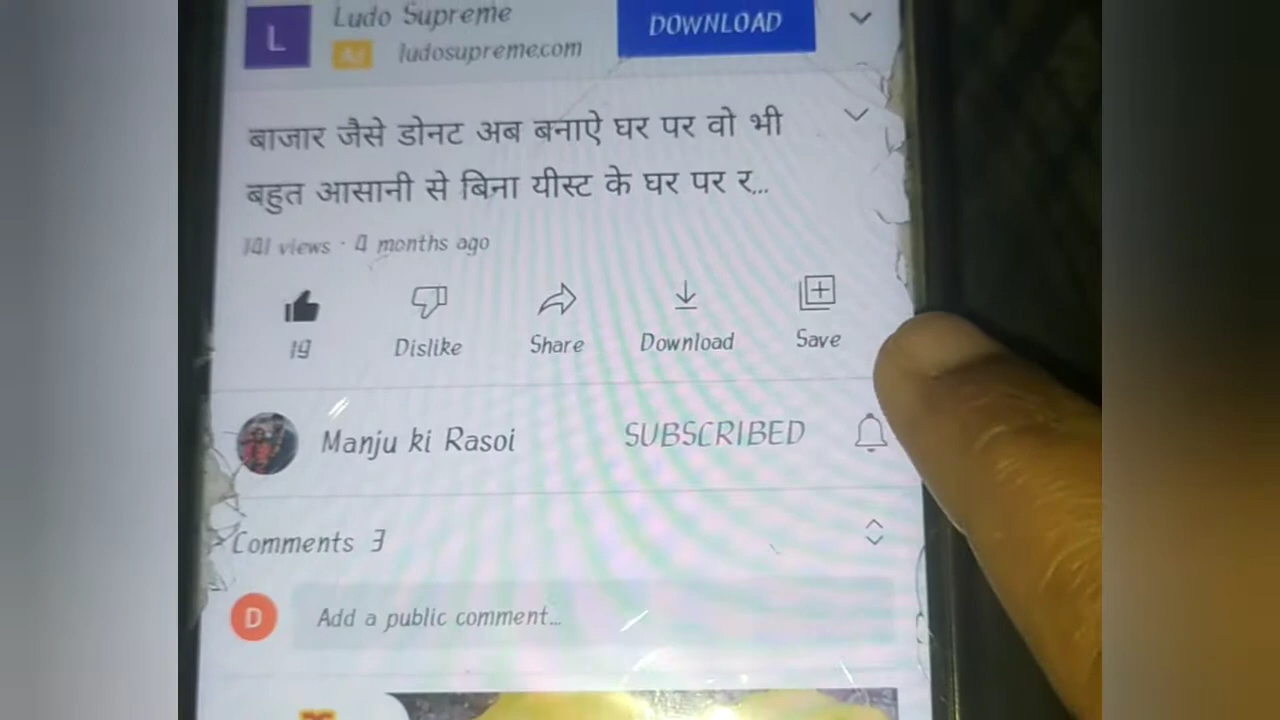 L
Ludo Supreme
DOWNLOAD
Ad
ludosupreme.com
बाजार जैसे डोनट अब बनाऐ घर पर वो भी
बहुत आसानी से बिना यीस्ट के घर पर र...
141 views · 4 months ago
19
Dislike
Share
Download
Save
Manju ki Rasoi
SUBSCRIBED
Comments 3
D
Add a public comment...